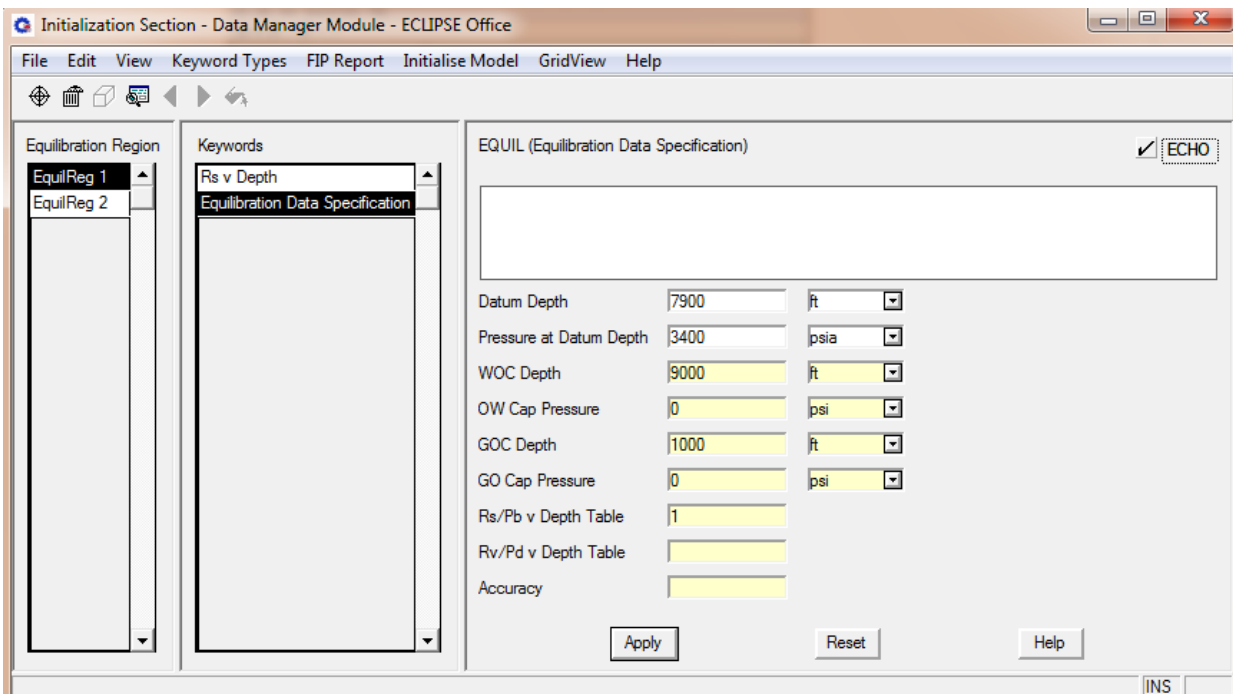 Initialization Section - Data Manager Module - ECLIPSE Office
File Edit View Keyword Types FIP Report Initialise Model GridView Help
Equilibration Region
EquilReg 1
EquilReg 2
Keywords
Rs v Depth
Equilibration Data Specification
EQUIL (Equilibration Data Specification)
ECHO
Datum Depth 7900 ft
Pressure at Datum Depth 3400 psia
WOC Depth 9000 ft
OW Cap Pressure 0 psi
GOC Depth 1000 ft
GO Cap Pressure 0 psi
Rs/Pb v Depth Table 1
Rv/Pd v Depth Table
Accuracy
Apply Reset Help
INS